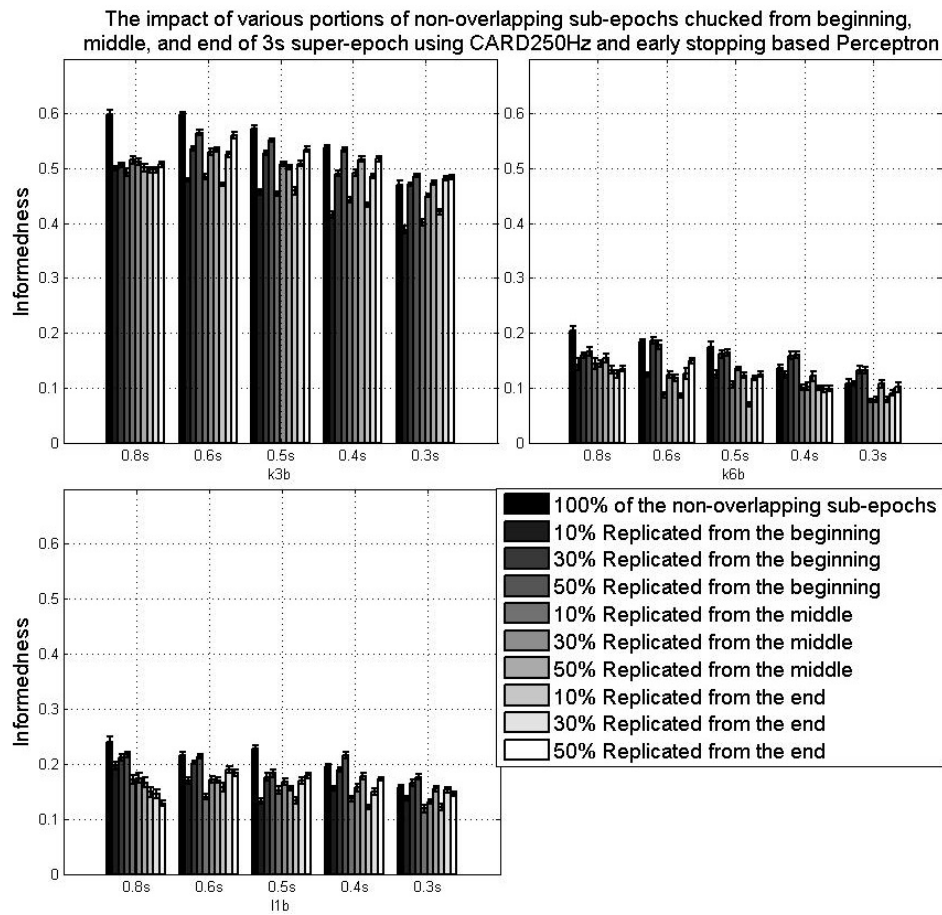 The impact of various portions of non-overlapping sub-epochs chucked from beginning,
middle, and end of 3s super-epoch using CARD250Hz and early stopping based Perceptron
Informedness
0.6
0.5
0.4
0.3
0.2
0.1
0
0.8s 0.6s 0.5s 0.4s 0.3s
k3b
0.6
0.5
0.4
0.3
0.2
0.1
0
0.8s 0.6s 0.5s 0.4s 0.3s
k6b
Informedness
0.6
0.5
0.4
0.3
0.2
0.1
0
0.8s 0.6s 0.5s 0.4s 0.3s
l1b
100% of the non-overlapping sub-epochs
10% Replicated from the beginning
30% Replicated from the beginning
50% Replicated from the beginning
10% Replicated from the middle
30% Replicated from the middle
50% Replicated from the middle
10% Replicated from the end
30% Replicated from the end
50% Replicated from the end